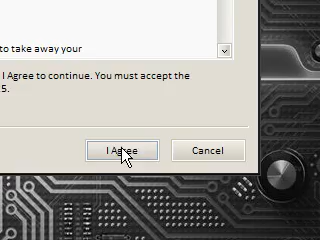 to take away your
I Agree to continue. You must accept the
5.
I Agree
Cancel